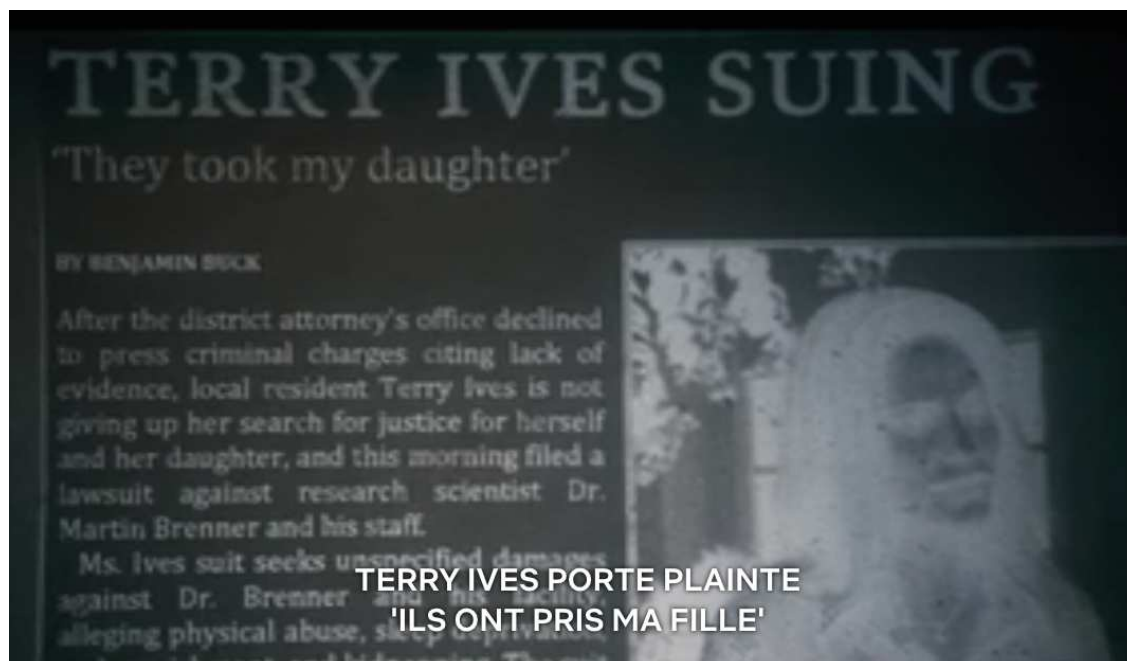 TERRY IVES SUING
'They took my daughter'
BY BENJAMIN BUCK
After the district attorney's office declined
to press criminal charges citing lack of
evidence, local resident Terry Ives is not
giving up her search for justice for herself
and her daughter, and this morning filed a
lawsuit against research scientist Dr.
Martin Brenner and his staff.
Ms. Ives suit seeks unspecified damages
against Dr. Brenner and his
alleging physical abuse,
TERRY IVES PORTE PLAINTE
'ILS ONT PRIS MA FILLE'